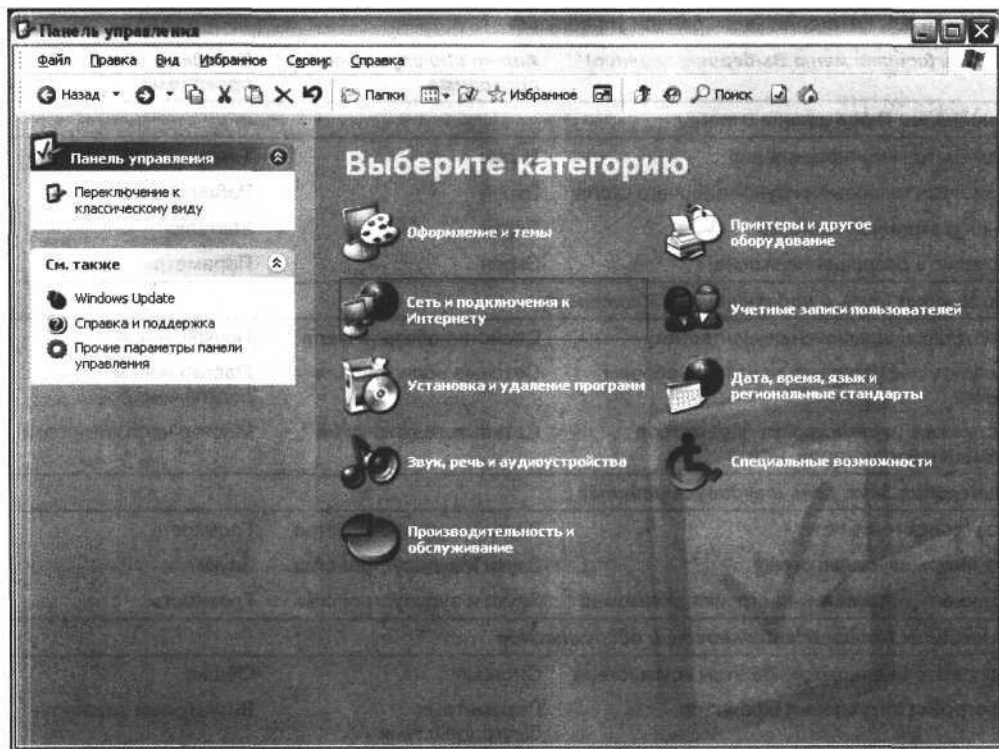 Панель управления
Файл Правка Вид Избранное Сервис Справка
Назад Папки Избранное Поиск
Панель управления
Переключение к
классическому виду
См. также
Windows Update
Справка и поддержка
Прочие параметры панели
управления
Выберите категорию
Оформление и темы
Принтеры и другое
оборудование
Сеть и подключения к
Интернету
Учетные записи пользователей
Установка и удаление программ
Дата, время, язык и
региональные стандарты
Звук, речь и аудиоустройства
Специальные возможности
Производительность и
обслуживание